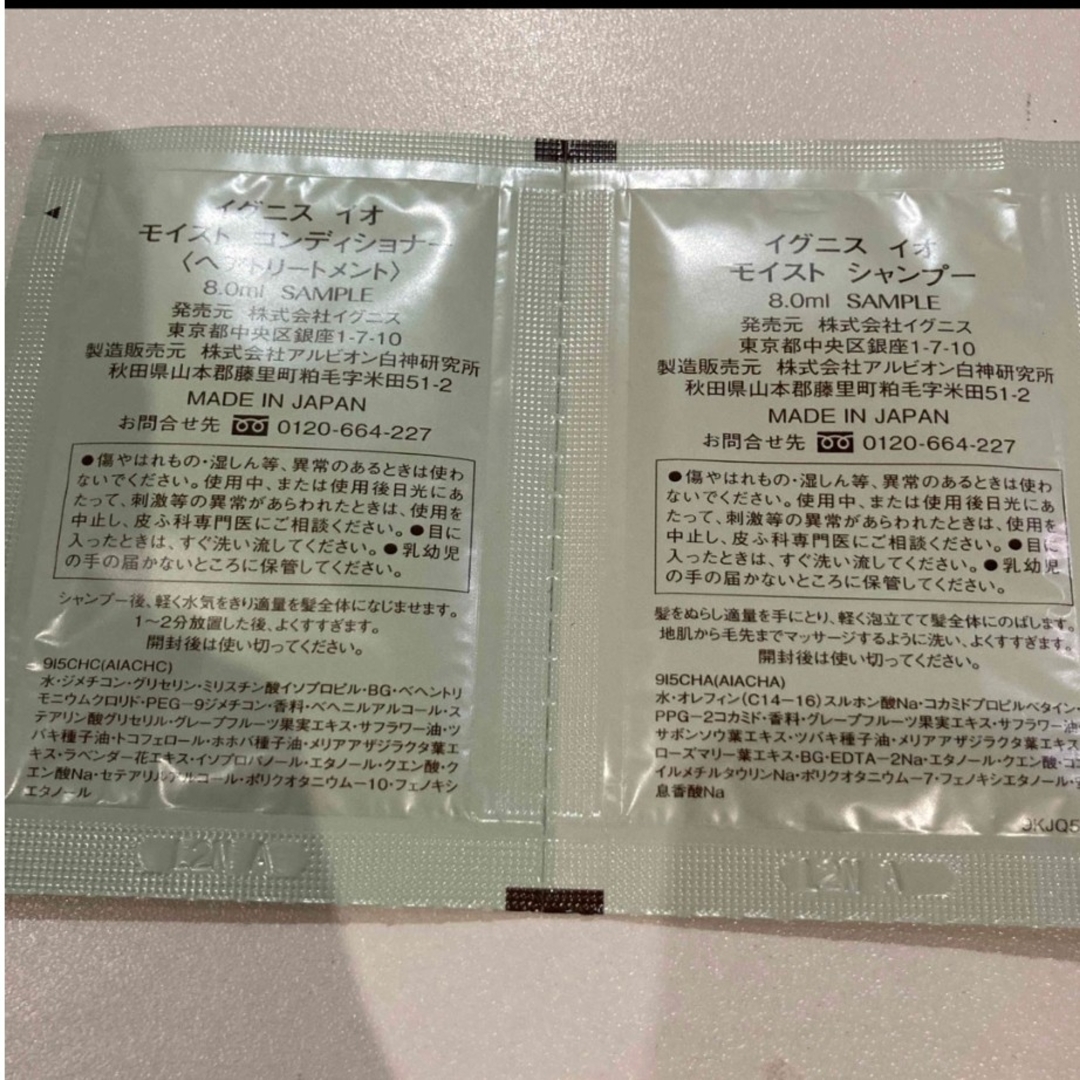 イグニス イオ
モイスト コンディショナー
〈ヘアトリートメント〉
8.0ml SAMPLE
発売元 株式会社イグニス
東京都中央区銀座1-7-10
製造販売元 株式会社アルビオン白神研究所
秋田県山本郡藤里町粕毛字米田51-2
MADE IN JAPAN
お問合せ先 0120-664-227
●傷やはれもの・湿しん等、異常のあるときは使わ
ないでください。使用中、または使用後日光にあ
たって、刺激等の異常があらわれたときは、使用を
中止し、皮ふ科専門医にご相談ください。●目に
入ったときは、すぐ洗い流してください。●乳幼児
の手の届かないところに保管してください。
シャンプー後、軽く水気をきり適量を髪全体になじませます。
1～2分放置した後、よくすすぎます。
開封後は使い切ってください。
9I5CHC(AIACHC)
水・ジメチコン・グリセリン・ミリスチン酸イソプロピル・BG・ベヘントリ
モニウムクロリド・PEG－9ジメチコン・香料・ベヘニルアルコール・ス
テアリン酸グリセリル・グレープフルーツ果実エキス・サフラワー油・ツ
バキ種子油・トコフェロール・ホホバ種子油・メリアアザジラクタ葉エ
キス・ラベンダー花エキス・イソプロパノール・エタノール・クエン酸・ク
エン酸Na・セテアリルアルコール・ポリクオタニウム－10・フェノキシ
エタノール
L2W A
イグニス イオ
モイスト シャンプー
8.0ml SAMPLE
発売元 株式会社イグニス
東京都中央区銀座1-7-10
製造販売元 株式会社アルビオン白神研究所
秋田県山本郡藤里町粕毛字米田51-2
MADE IN JAPAN
お問合せ先 0120-664-227
●傷やはれもの・湿しん等、異常のあるときは使わ
ないでください。使用中、または使用後日光にあ
たって、刺激等の異常があらわれたときは、使用を
中止し、皮ふ科専門医にご相談ください。●目に
入ったときは、すぐ洗い流してください。●乳幼児
の手の届かないところに保管してください。
髪をぬらし適量を手にとり、軽く泡立てて髪全体にのばします。
地肌から毛先までマッサージするように洗い、よくすすぎます。
開封後は使い切ってください。
9I5CHA(AIACHA)
水・オレフィン(C14－16)スルホン酸Na・コカミドプロピルベタイン・
PPG－2コカミド・香料・グレープフルーツ果実エキス・サフラワー油
サボンソウ葉エキス・ツバキ種子油・メリアアザジラクタ葉エキス
ローズマリー葉エキス・BG・EDTA－2Na・エタノール・クエン酸・ココ
イルメチルタウリンNa・ポリクオタニウム－7・フェノキシエタノール・
息香酸Na
9KJQ5
L2W A